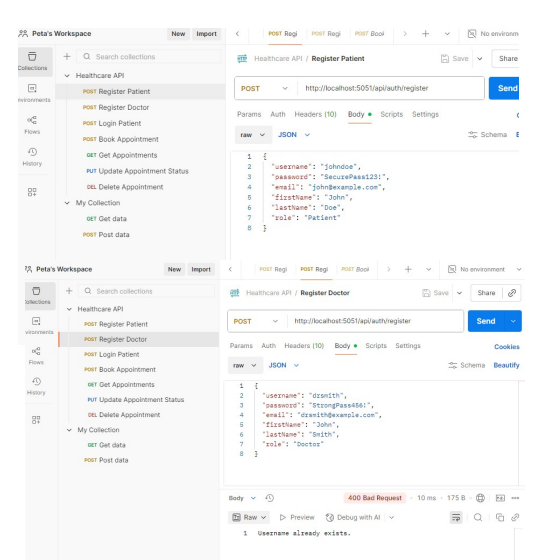 Peta's Workspace New Import POST Regi POST Regi POST Book No environm
Collections Search collections Healthcare API / Register Patient Save Share
Healthcare API
POST Register Patient POST http://localhost:5051/api/auth/register Send
POST Register Doctor
POST Login Patient Params Auth Headers (10) Body Scripts Settings
Flows POST Book Appointment
GET Get Appointments raw JSON Schema
History PUT Update Appointment Status 1 {
DEL Delete Appointment 2 "username": "johndoe",
My Collection 3 "password": "SecurePass123!",
GET Get data 4 "email": "john@example.com",
POST Post data 5 "firstName": "John",
6 "lastName": "Doe",
7 "role": "Patient"
8 }
Peta's Workspace New Import POST Regi POST Regi POST Book No environment
Search collections Healthcare API / Register Doctor Save Share
Healthcare API
POST Register Patient POST http://localhost:5051/api/auth/register Send
POST Register Doctor
POST Login Patient Params Auth Headers (10) Body Scripts Settings Cookies
Flows POST Book Appointment
GET Get Appointments raw JSON Schema Beautify
History PUT Update Appointment Status 1 {
DEL Delete Appointment 2 "username": "drsmith",
My Collection 3 "password": "StrongPass456!",
GET Get data 4 "email": "drsmith@example.com",
POST Post data 5 "firstName": "John",
6 "lastName": "Smith",
7 "role": "Doctor"
8 }
Body 400 Bad Request 10 ms 175 B
Raw Preview Debug with AI
1 Username already exists.